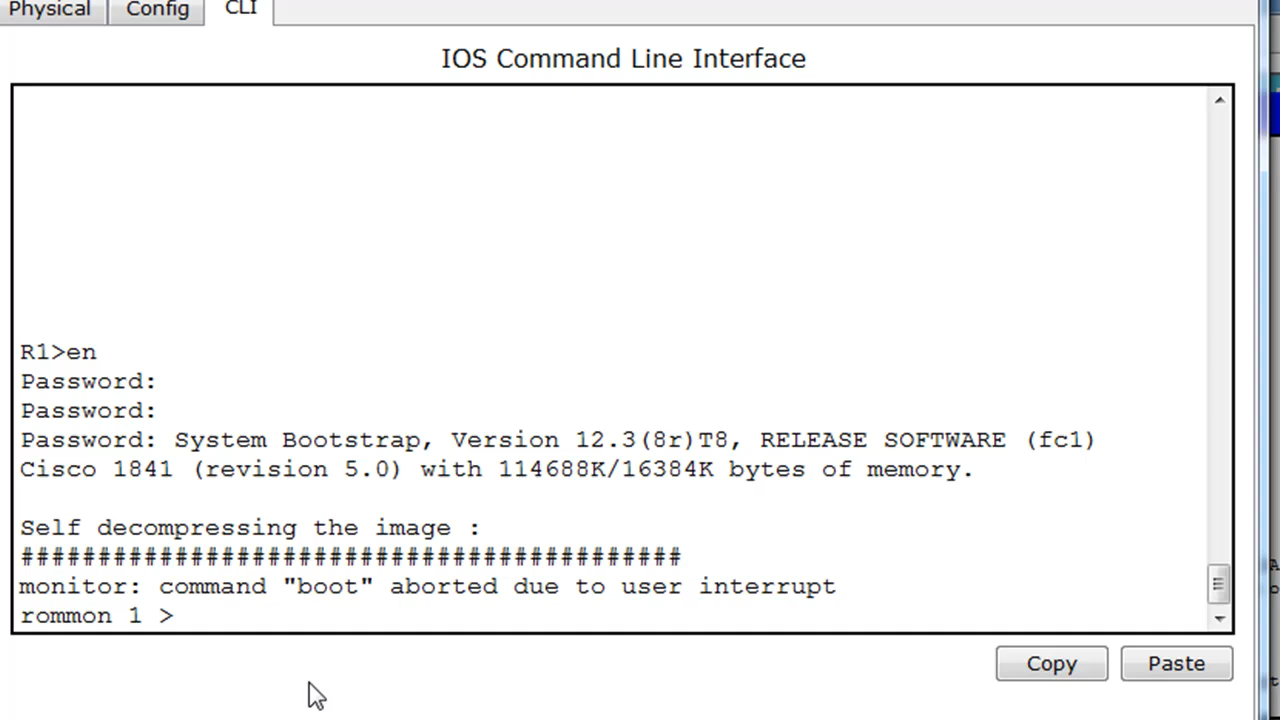 Physical Config CLI
IOS Command Line Interface
R1>en
Password:
Password:
Password: System Bootstrap, Version 12.3(8r)T8, RELEASE SOFTWARE (fc1)
Cisco 1841 (revision 5.0) with 114688K/16384K bytes of memory.
Self decompressing the image :
###########################################
monitor: command "boot" aborted due to user interrupt
rommon 1 >
Copy Paste